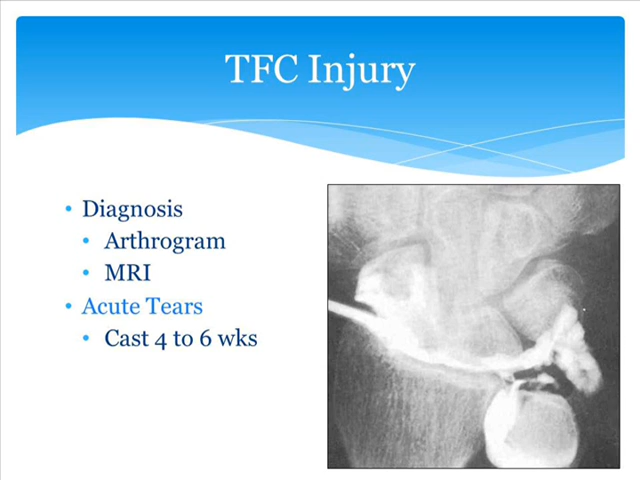 TFC Injury
• Diagnosis
• Arthrogram
• MRI
• Acute Tears
• Cast 4 to 6 wks